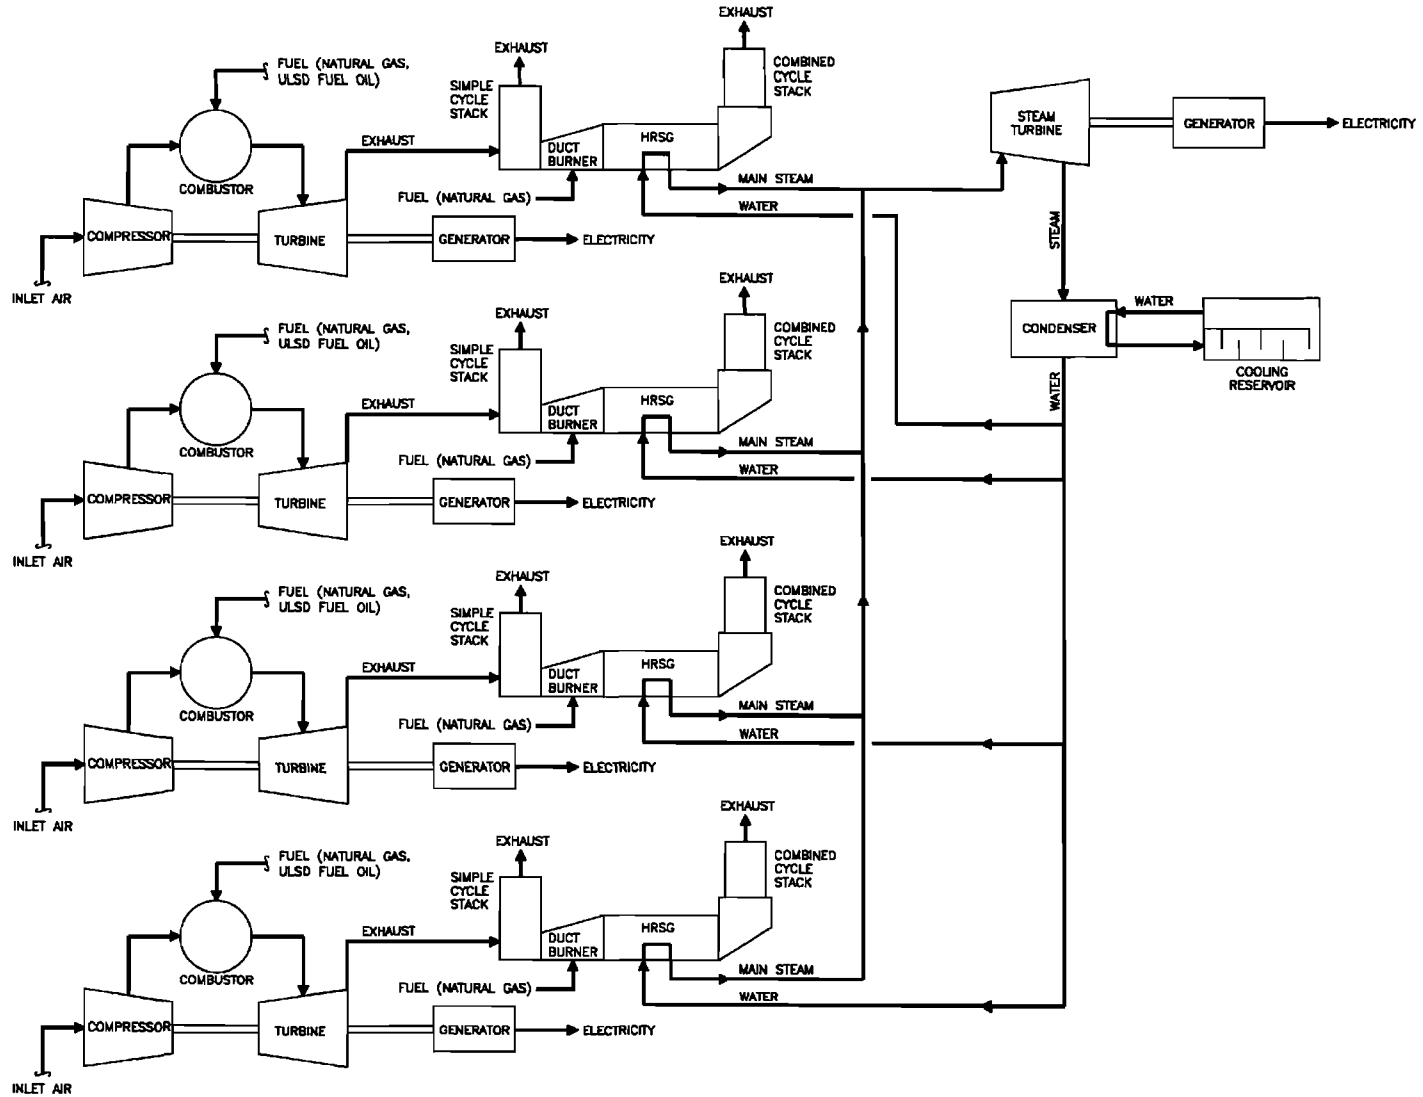 EXHAUST
EXHAUST
FUEL (NATURAL GAS,
ULSD FUEL OIL)
SIMPLE
CYCLE
STACK
COMBINED
CYCLE
STACK
STEAM
TURBINE
GENERATOR
ELECTRICITY
EXHAUST
HRSG
DUCT
BURNER
COMBUSTOR
MAIN STEAM
FUEL (NATURAL GAS)
WATER
COMPRESSOR
TURBINE
GENERATOR
ELECTRICITY
STEAM
INLET AIR
EXHAUST
EXHAUST
FUEL (NATURAL GAS,
ULSD FUEL OIL)
SIMPLE
CYCLE
STACK
COMBINED
CYCLE
STACK
CONDENSER
WATER
COOLING
RESERVOIR
WATER
EXHAUST
HRSG
DUCT
BURNER
COMBUSTOR
MAIN STEAM
FUEL (NATURAL GAS)
WATER
COMPRESSOR
TURBINE
GENERATOR
ELECTRICITY
INLET AIR
EXHAUST
EXHAUST
FUEL (NATURAL GAS,
ULSD FUEL OIL)
SIMPLE
CYCLE
STACK
COMBINED
CYCLE
STACK
EXHAUST
HRSG
DUCT
BURNER
COMBUSTOR
MAIN STEAM
FUEL (NATURAL GAS)
WATER
COMPRESSOR
TURBINE
GENERATOR
ELECTRICITY
INLET AIR
EXHAUST
EXHAUST
FUEL (NATURAL GAS,
ULSD FUEL OIL)
SIMPLE
CYCLE
STACK
COMBINED
CYCLE
STACK
EXHAUST
HRSG
DUCT
BURNER
COMBUSTOR
MAIN STEAM
FUEL (NATURAL GAS)
WATER
COMPRESSOR
TURBINE
GENERATOR
ELECTRICITY
INLET AIR